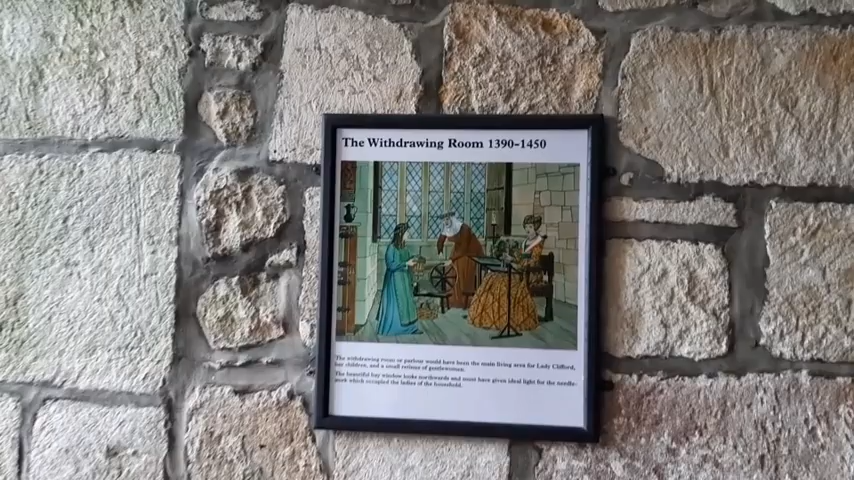 The Withdrawing Room 1390-1450
The withdrawing room or parlour would have been the main living area for Lady Clifford,
her children, and a small retinue of gentlewomen.
The beautiful bay window looks northwards and must have given ideal light for the needle-
work which occupied the ladies of the household.